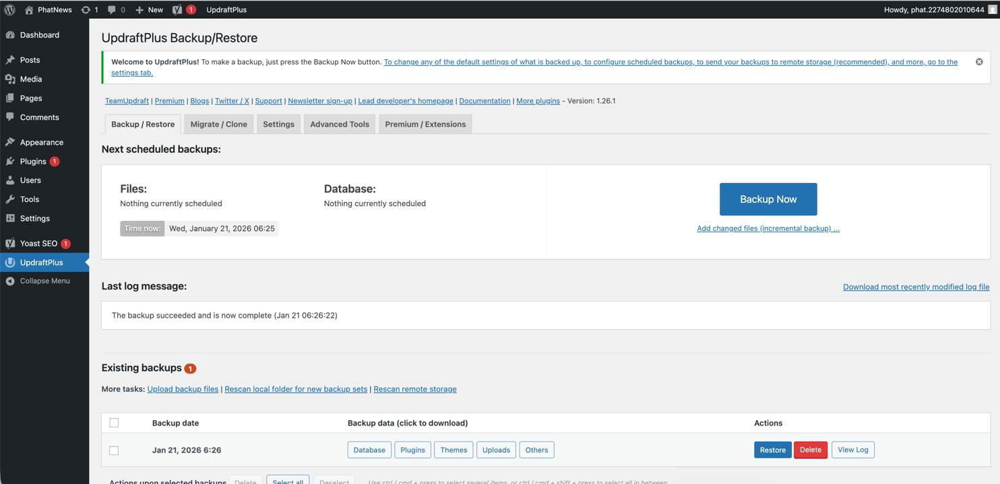 PhatNews 1 0 New 1 UpdraftPlus Howdy, phat.2274802010644
Dashboard
Posts
Media
Pages
Comments
Appearance
Plugins 1
Users
Tools
Settings
Yoast SEO 1
UpdraftPlus
Collapse Menu
UpdraftPlus Backup/Restore
Welcome to UpdraftPlus! To make a backup, just press the Backup Now button. To change any of the default settings of what is backed up, to configure scheduled backups, to send your backups to remote storage (recommended), and more, go to the
settings tab.
TeamUpdraft | Premium | Blogs | Twitter / X | Support | Newsletter sign-up | Lead developer's homepage | Documentation | More plugins - Version: 1.26.1
Backup / Restore Migrate / Clone Settings Advanced Tools Premium / Extensions
Next scheduled backups:
Files: Database:
Nothing currently scheduled Nothing currently scheduled
Backup Now
Time now: Wed, January 21, 2026 06:25
Add changed files (incremental backup) ...
Last log message:
Download most recently modified log file
The backup succeeded and is now complete (Jan 21 06:26:22)
Existing backups 1
More tasks: Upload backup files | Rescan local folder for new backup sets | Rescan remote storage
Backup date Backup data (click to download) Actions
Jan 21, 2026 6:26 Database Plugins Themes Uploads Others Restore Delete View Log
Actions upon selected backups Delete Select all Deselect Use ctrl / cmd + press to select several items, or ctrl / cmd + shift + press to select all in between